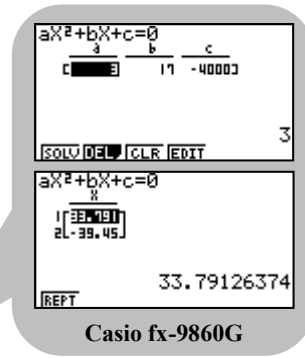 aX²+bX+c=0
a b c
[ 3 17 -4000]
3
SOLV DEL CLR EDIT
aX²+bX+c=0
X
1[33.791]
2[-39.45]
33.79126374
REPT
Casio fx-9860G